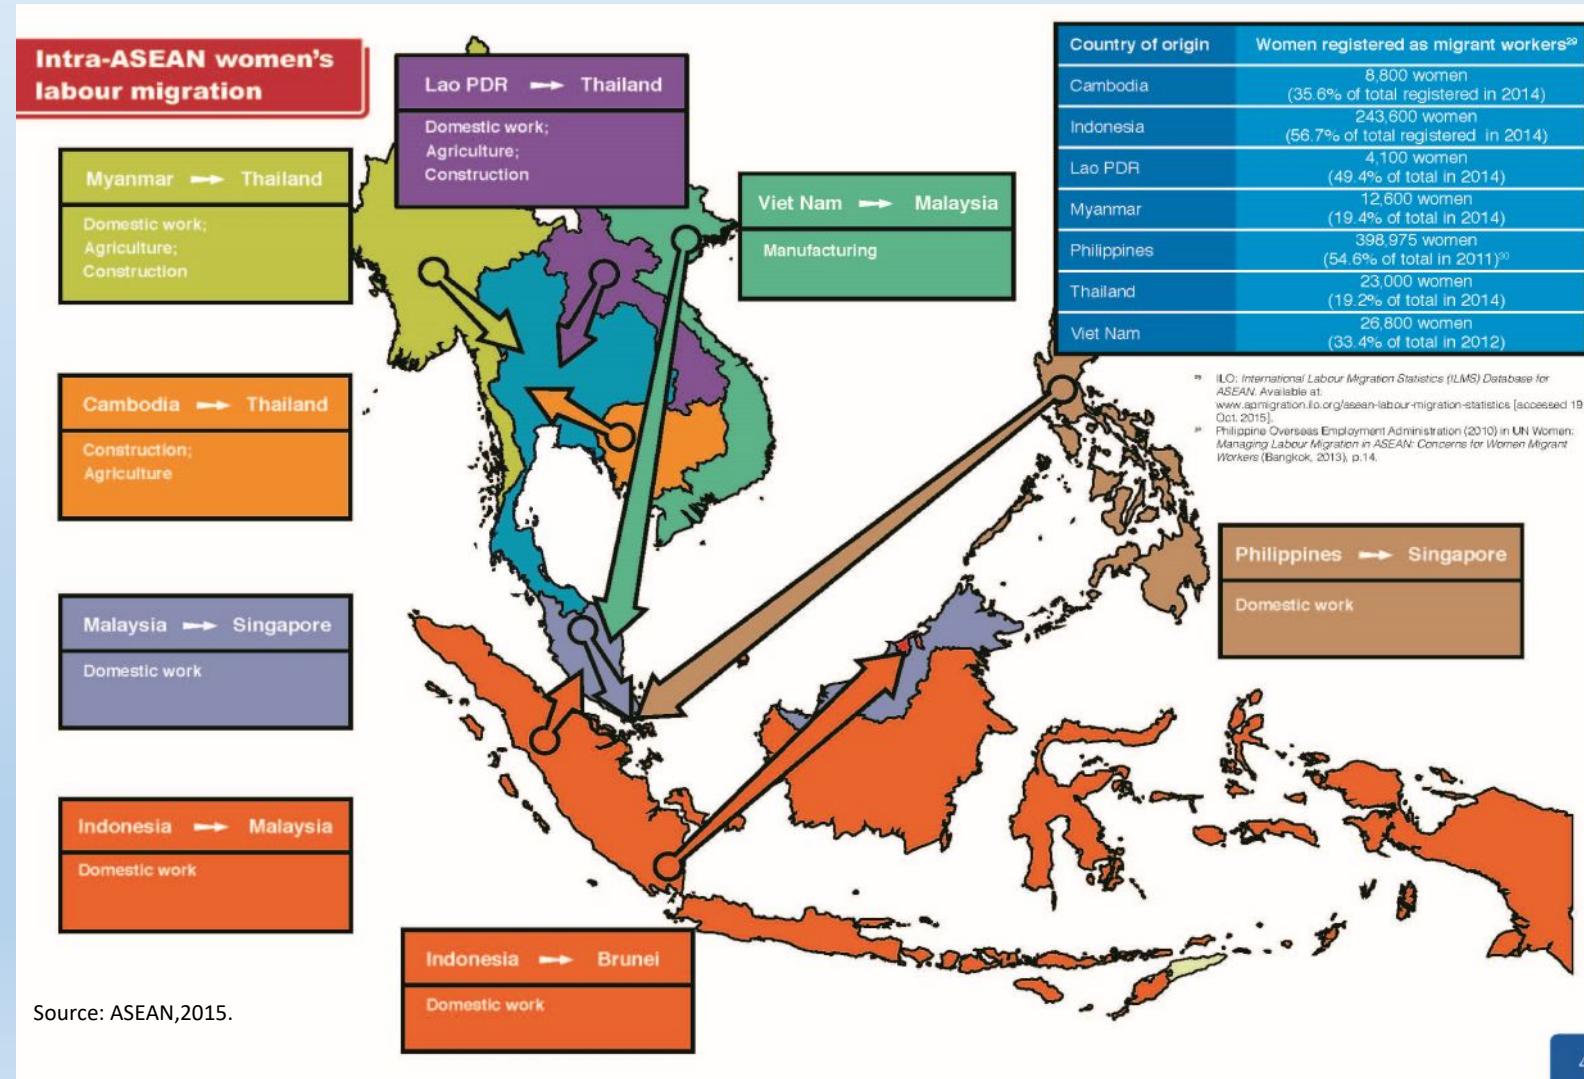 Intra-ASEAN women's
labour migration
Lao PDR Thailand
Domestic work;
Agriculture;
Construction
Myanmar Thailand
Domestic work;
Agriculture;
Construction
Viet Nam Malaysia
Manufacturing
Cambodia Thailand
Construction;
Agriculture
Malaysia Singapore
Domestic work
Indonesia Malaysia
Domestic work
Indonesia Brunei
Domestic work
Philippines Singapore
Domestic work
Country of origin Women registered as migrant workers29
Cambodia 8,800 women
(35.6% of total registered in 2014)
Indonesia 243,600 women
(56.7% of total registered in 2014)
Lao PDR 4,100 women
(49.4% of total in 2014)
Myanmar 12,600 women
(19.4% of total in 2014)
Philippines 398,975 women
(54.6% of total in 2011)30
Thailand 23,000 women
(19.2% of total in 2014)
Viet Nam 26,800 women
(33.4% of total in 2012)
29 ILO: International Labour Migration Statistics (ILMS) Database for
ASEAN. Available at:
www.apmigration.ilo.org/asean-labour-migration-statistics [accessed 19
Oct. 2015].
30 Philippine Overseas Employment Administration (2010) in UN Women:
Managing Labour Migration in ASEAN: Concerns for Women Migrant
Workers (Bangkok, 2013), p.14.
Source: ASEAN,2015.
4